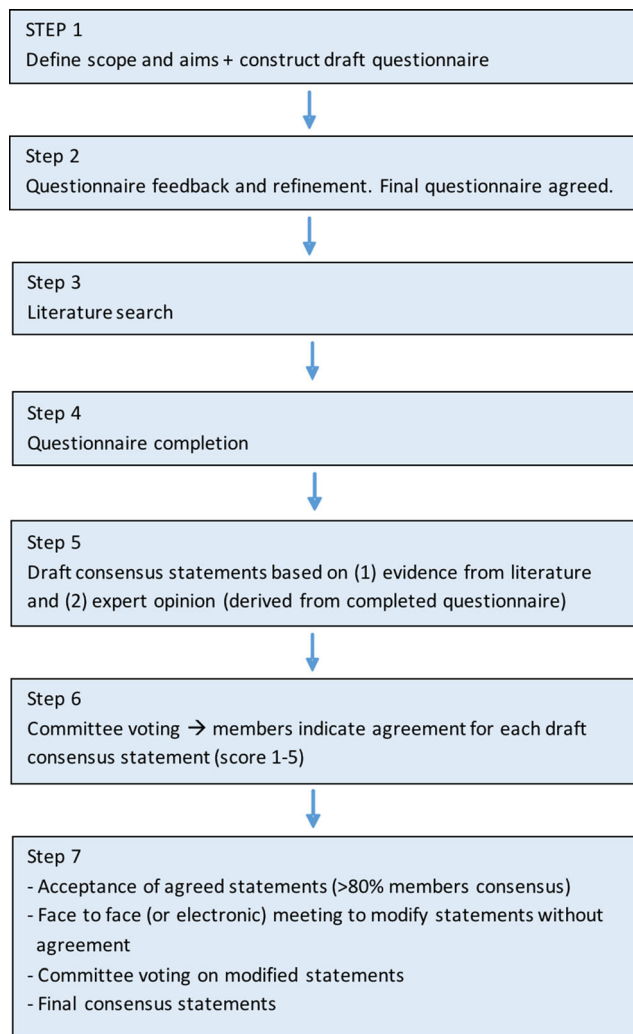 STEP 1
Define scope and aims + construct draft questionnaire
Step 2
Questionnaire feedback and refinement. Final questionnaire agreed.
Step 3
Literature search
Step 4
Questionnaire completion
Step 5
Draft consensus statements based on (1) evidence from literature
and (2) expert opinion (derived from completed questionnaire)
Step 6
Committee voting → members indicate agreement for each draft
consensus statement (score 1-5)
Step 7
- Acceptance of agreed statements (>80% members consensus)
- Face to face (or electronic) meeting to modify statements without
agreement
- Committee voting on modified statements
- Final consensus statements